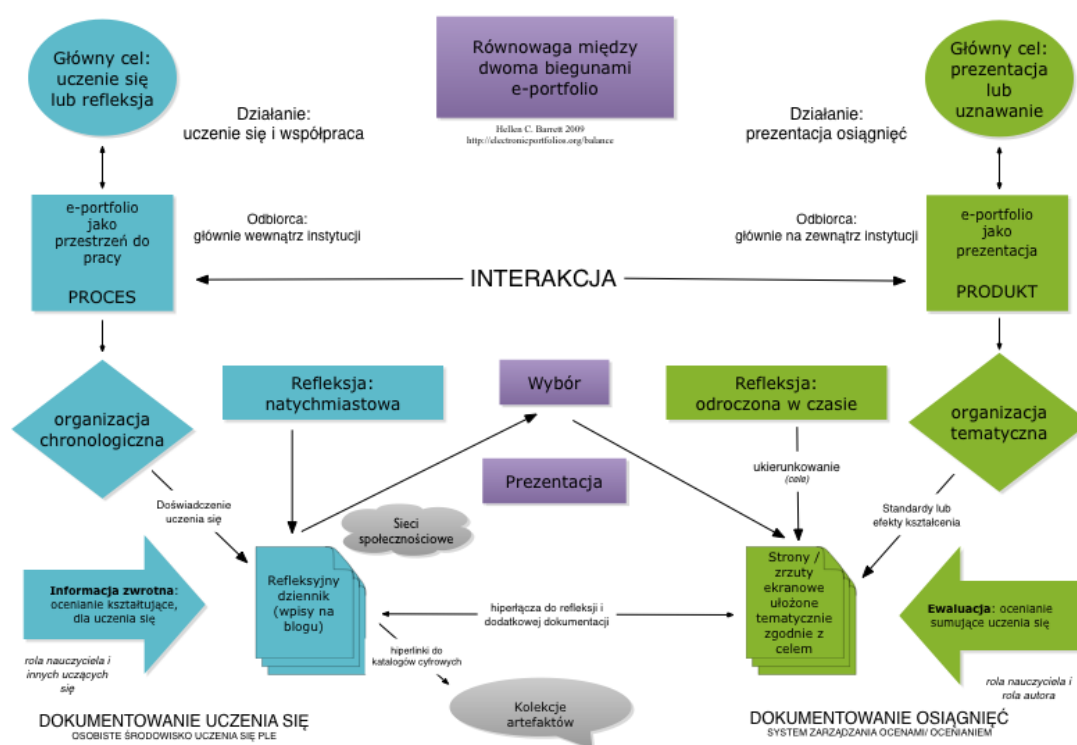 Główny cel:
uczenie się
lub refleksja
Równowaga między
dwoma biegunami
e-portfolio
Główny cel:
prezentacja
lub
uznawanie
Działanie:
uczenie się i współpraca
Hellen C. Barrett 2009
http://electronicportfolios.org/balance
Działanie:
prezentacja osiągnięć
e-portfolio
jako
przestrzeń do
pracy
PROCES
Odbiorca:
głównie wewnątrz instytucji
Odbiorca:
głównie na zewnątrz instytucji
e-portfolio
jako
prezentacja
PRODUKT
INTERAKCJA
organizacja
chronologiczna
Refleksja:
natychmiastowa
Wybór
Refleksja:
odroczona w czasie
organizacja
tematyczna
Prezentacja
ukierunkowanie
(cele)
Doświadczenie
uczenia się
Sieci
społecznościowe
Standardy lub
efekty kształcenia
Informacja zwrotna:
ocenianie kształtujące,
dla uczenia się
Refleksyjny
dziennik
(wpisy na
blogu)
hiperłącza do refleksji i
dodatkowej dokumentacji
Strony /
zrzuty
ekranowe
ułożone
tematycznie
zgodnie z
celem
Ewaluacja: ocenianie
sumujące uczenia się
hiperlinki do
katalogów cyfrowych
rola nauczyciela i
innych uczących
się
Kolekcje
artefaktów
rola nauczyciela i
rola autora
DOKUMENTOWANIE UCZENIA SIĘ
OSOBISTE ŚRODOWISKO UCZENIA SIĘ PLE
DOKUMENTOWANIE OSIĄGNIĘĆ
SYSTEM ZARZĄDZANIA OCENAMI/ OCENIANIEM